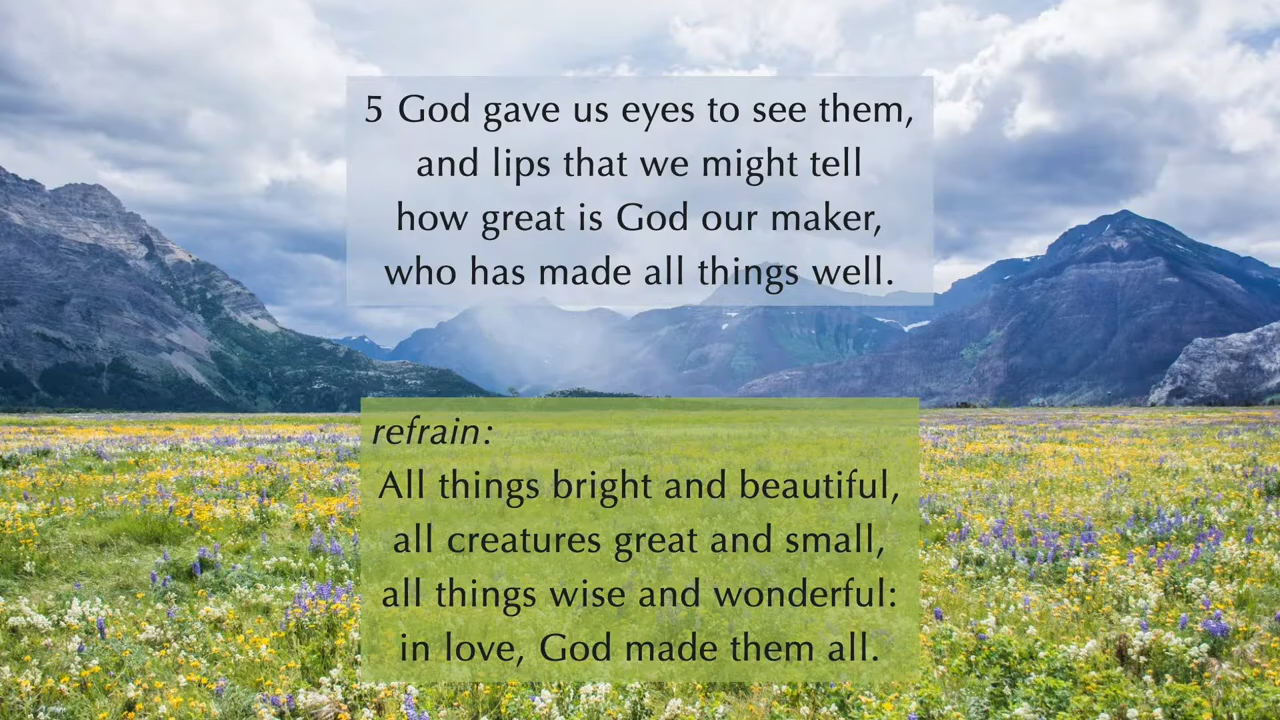 5 God gave us eyes to see them,
and lips that we might tell
how great is God our maker,
who has made all things well.
refrain:
All things bright and beautiful,
all creatures great and small,
all things wise and wonderful:
in love, God made them all.